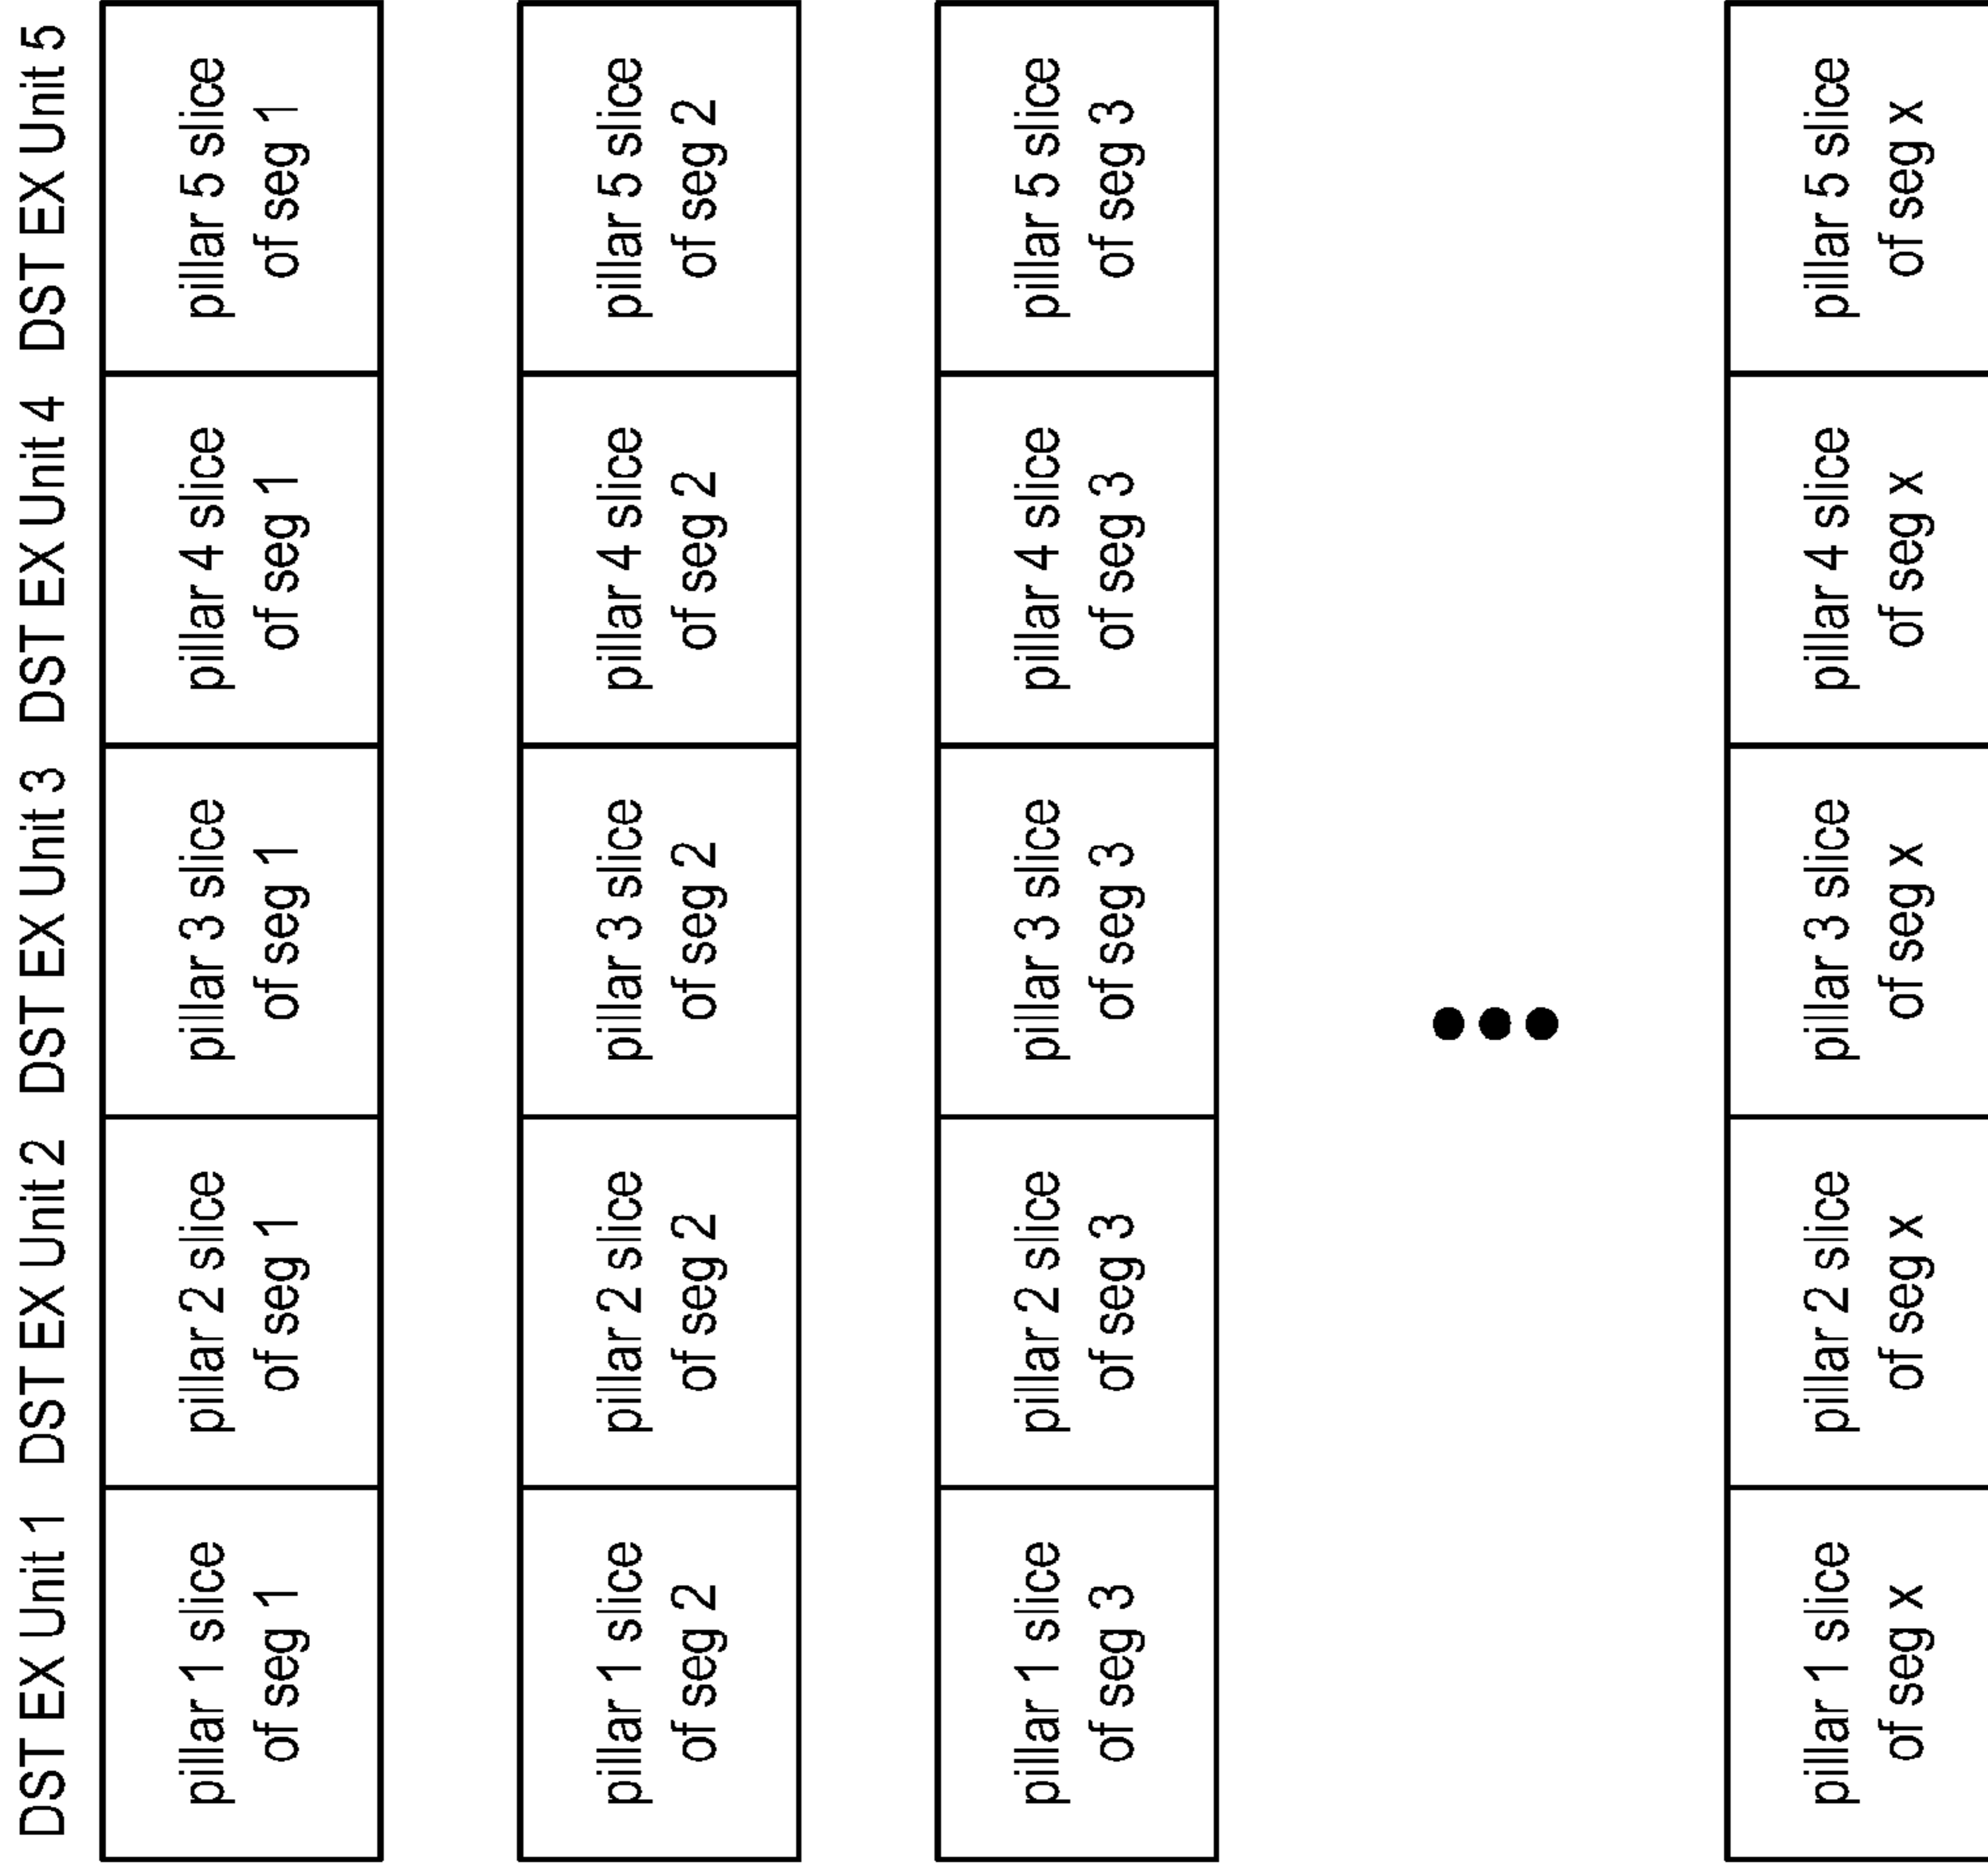 DST EX Unit 1 DST EX Unit 2 DST EX Unit 3 DST EX Unit 4 DST EX Unit 5
pillar 1 slice
of seg 1
pillar 2 slice
of seg 1
pillar 3 slice
of seg 1
pillar 4 slice
of seg 1
pillar 5 slice
of seg 1
pillar 1 slice
of seg 2
pillar 2 slice
of seg 2
pillar 3 slice
of seg 2
pillar 4 slice
of seg 2
pillar 5 slice
of seg 2
pillar 1 slice
of seg 3
pillar 2 slice
of seg 3
pillar 3 slice
of seg 3
pillar 4 slice
of seg 3
pillar 5 slice
of seg 3
pillar 1 slice
of seg x
pillar 2 slice
of seg x
pillar 3 slice
of seg x
pillar 4 slice
of seg x
pillar 5 slice
of seg x